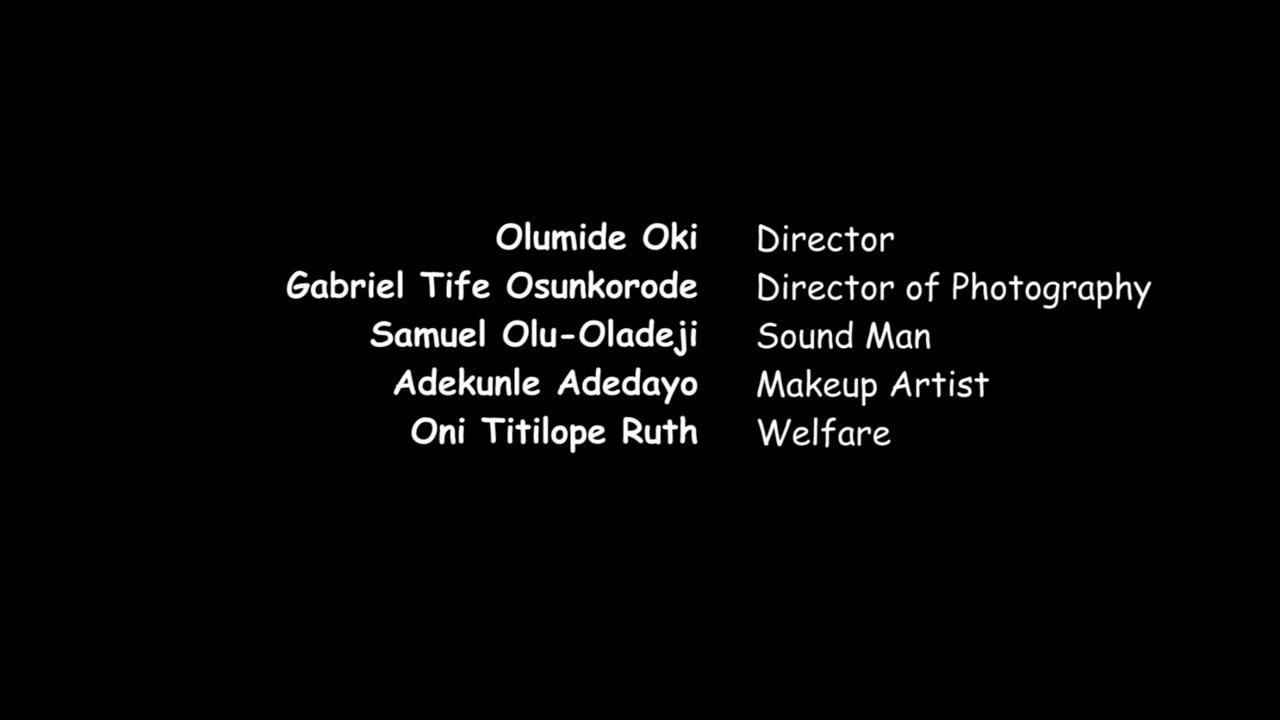 Olumide Oki Director
Gabriel Tife Osunkorode Director of Photography
Samuel Olu-Oladeji Sound Man
Adekunle Adedayo Makeup Artist
Oni Titilope Ruth Welfare